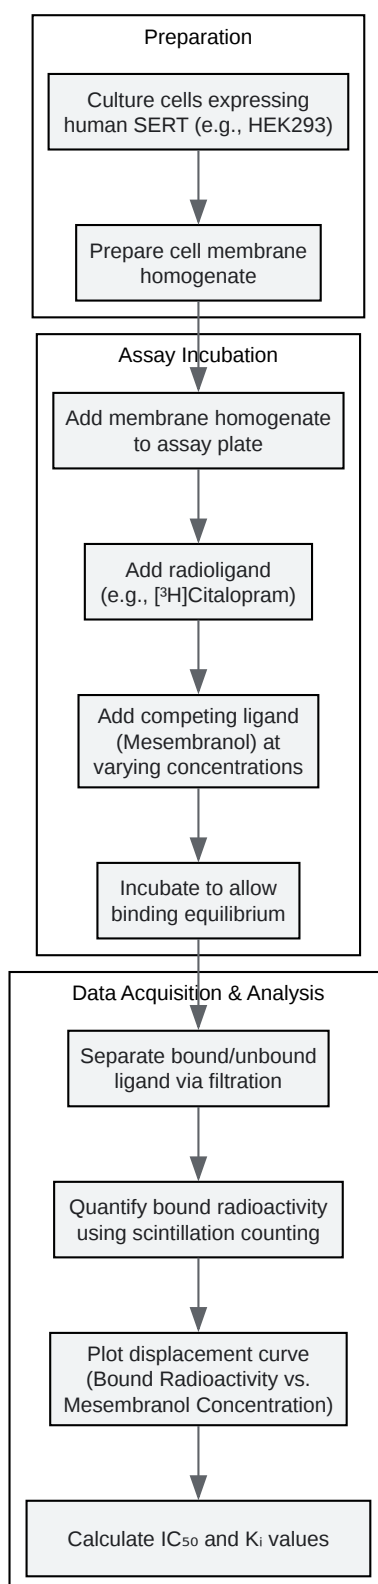 Preparation
Culture cells expressing
human SERT (e.g., HEK293)
Prepare cell membrane
homogenate
Assay Incubation
Add membrane homogenate
to assay plate
Add radioligand
(e.g., [³H]Citalopram)
Add competing ligand
(Mesembranol) at
varying concentrations
Incubate to allow
binding equilibrium
Data Acquisition & Analysis
Separate bound/unbound
ligand via filtration
Quantify bound radioactivity
using scintillation counting
Plot displacement curve
(Bound Radioactivity vs.
Mesembranol Concentration)
Calculate IC₅₀ and Kᵢ values